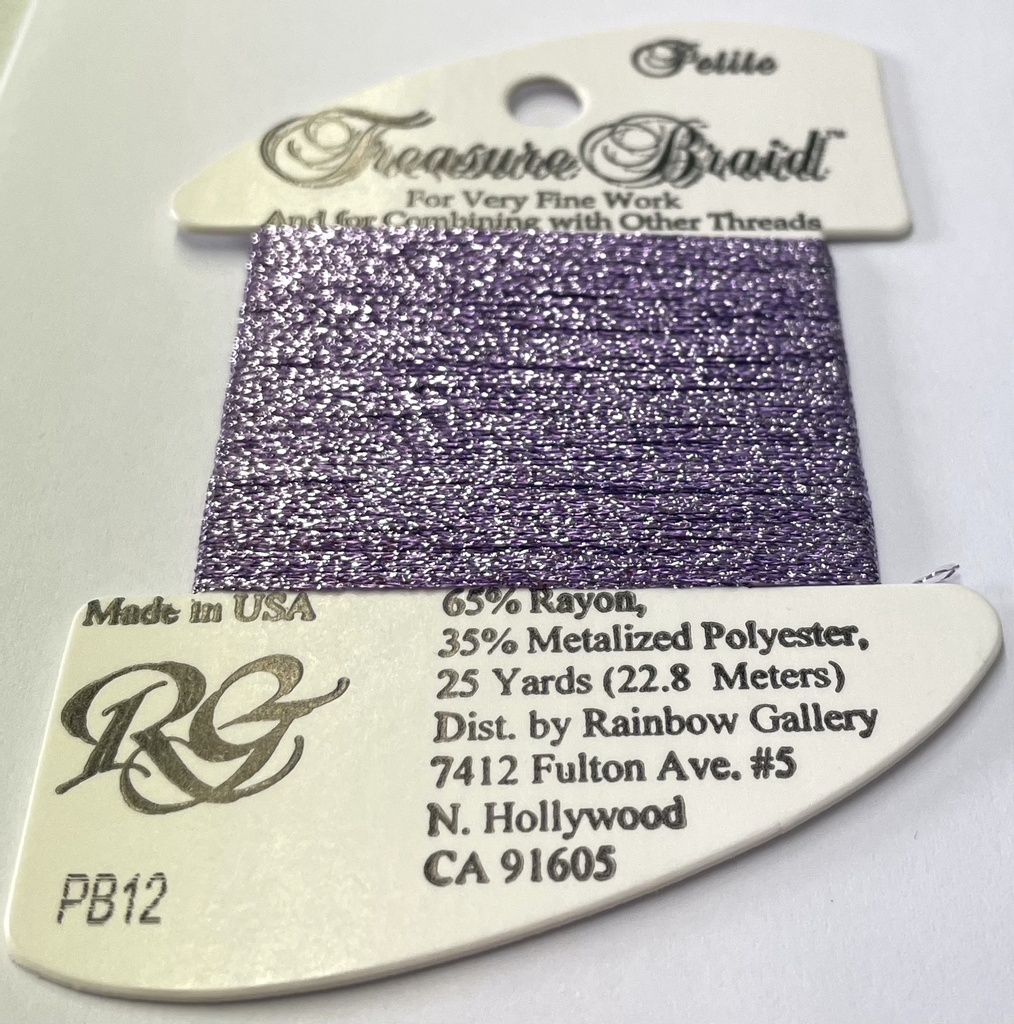 Petite
Treasure Braid™
For Very Fine Work
And for Combining with Other Threads
Made in USA
RG
PB12
65% Rayon,
35% Metalized Polyester,
25 Yards (22.8 Meters)
Dist. by Rainbow Gallery
7412 Fulton Ave. #5
N. Hollywood
CA 91605